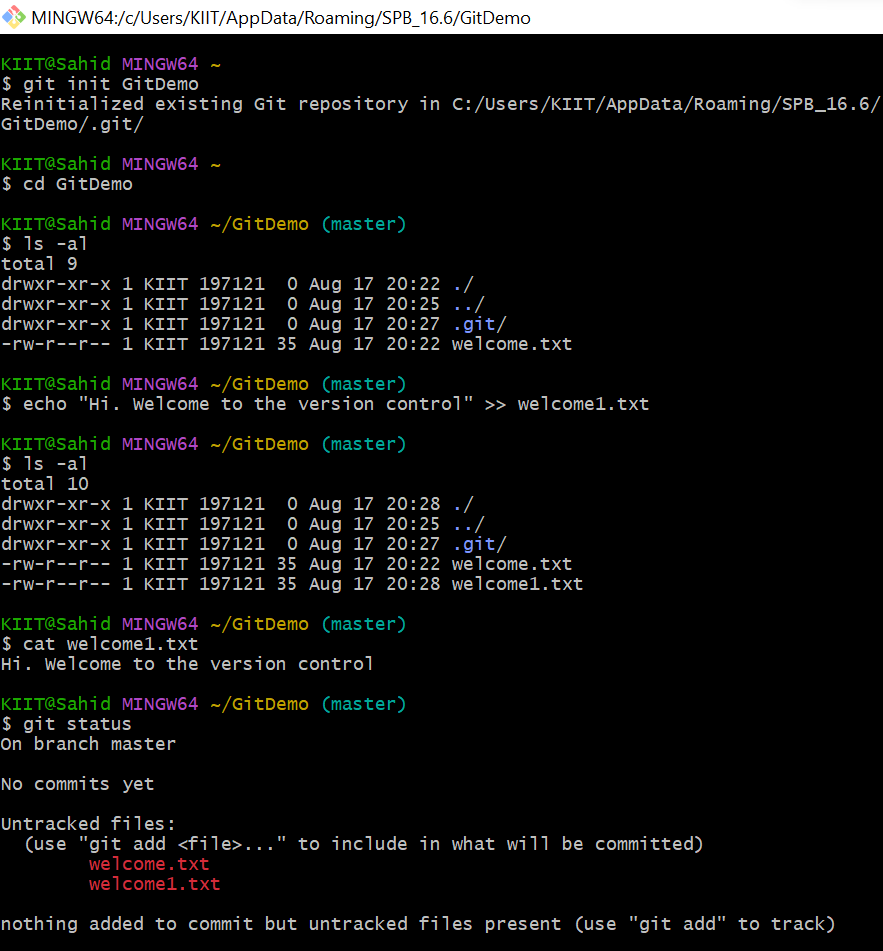 MINGW64:/c/Users/KIIT/AppData/Roaming/SPB_16.6/GitDemo
KIIT@Sahid MINGW64 ~
$ git init GitDemo
Reinitialized existing Git repository in C:/Users/KIIT/AppData/Roaming/SPB_16.6/
GitDemo/.git/
KIIT@Sahid MINGW64 ~
$ cd GitDemo
KIIT@Sahid MINGW64 ~/GitDemo (master)
$ ls -al
total 9
drwxr-xr-x 1 KIIT 197121  0 Aug 17 20:22 ./
drwxr-xr-x 1 KIIT 197121  0 Aug 17 20:25 ../
drwxr-xr-x 1 KIIT 197121  0 Aug 17 20:27 .git/
-rw-r--r-- 1 KIIT 197121 35 Aug 17 20:22 welcome.txt
KIIT@Sahid MINGW64 ~/GitDemo (master)
$ echo "Hi. Welcome to the version control" >> welcome1.txt
KIIT@Sahid MINGW64 ~/GitDemo (master)
$ ls -al
total 10
drwxr-xr-x 1 KIIT 197121  0 Aug 17 20:28 ./
drwxr-xr-x 1 KIIT 197121  0 Aug 17 20:25 ../
drwxr-xr-x 1 KIIT 197121  0 Aug 17 20:27 .git/
-rw-r--r-- 1 KIIT 197121 35 Aug 17 20:22 welcome.txt
-rw-r--r-- 1 KIIT 197121 35 Aug 17 20:28 welcome1.txt
KIIT@Sahid MINGW64 ~/GitDemo (master)
$ cat welcome1.txt
Hi. Welcome to the version control
KIIT@Sahid MINGW64 ~/GitDemo (master)
$ git status
On branch master
No commits yet
Untracked files:
  (use "git add <file>..." to include in what will be committed)
        welcome.txt
        welcome1.txt
nothing added to commit but untracked files present (use "git add" to track)